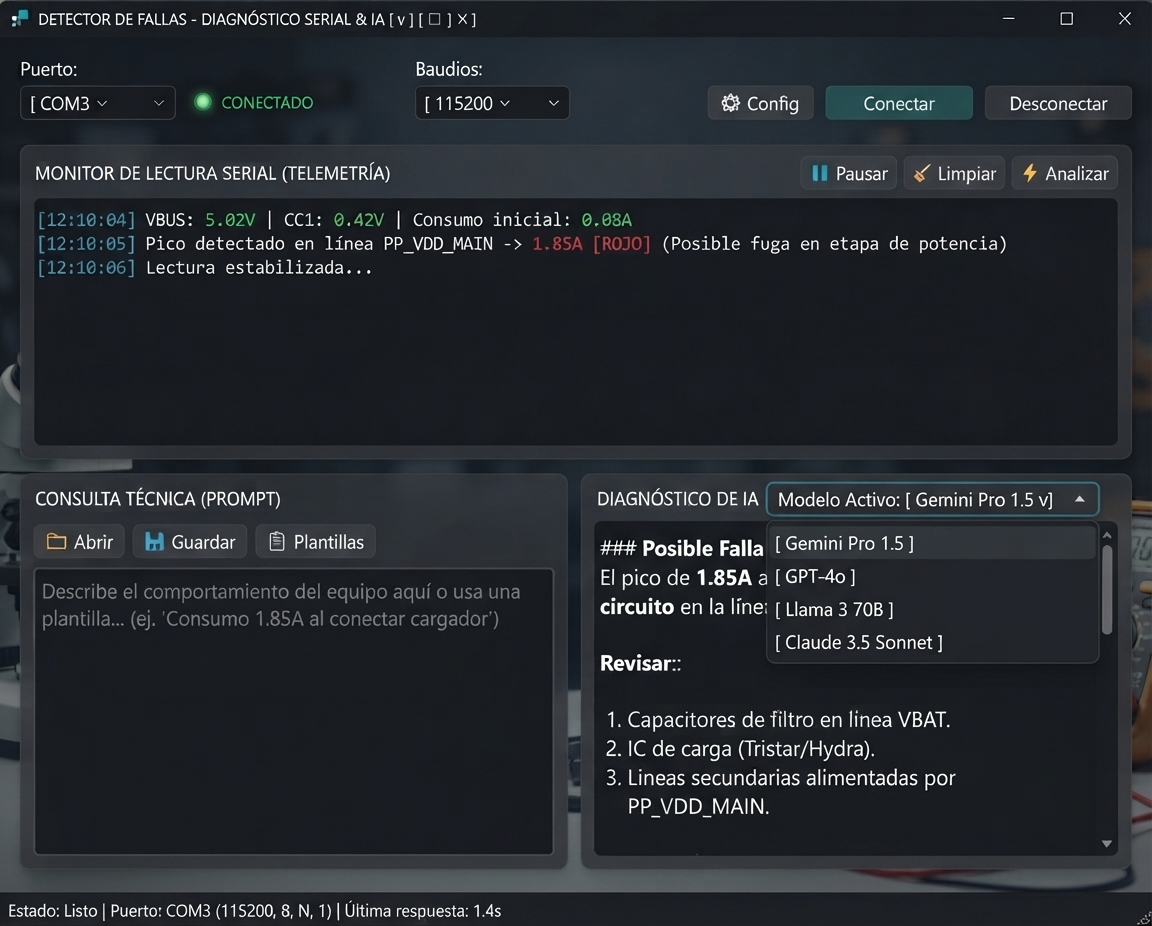 DETECTOR DE FALLAS - DIAGNÓSTICO SERIAL & IA [ v ] [ □ ] X ]
Puerto:
Baudios:
[ COM3
CONECTADO
[ 115200
Config
Conectar
Desconectar
MONITOR DE LECTURA SERIAL (TELEMETRÍA)
Pausar
Limpiar
Analizar
[12:10:04] VBUS: 5.02V | CC1: 0.42V | Consumo inicial: 0.08A
[12:10:05] Pico detectado en línea PP_VDD_MAIN -> 1.85A [ROJO] (Posible fuga en etapa de potencia)
[12:10:06] Lectura estabilizada...
CONSULTA TÉCNICA (PROMPT)
Abrir
Guardar
Plantillas
Describe el comportamiento del equipo aquí o usa una
plantilla... (ej. 'Consumo 1.85A al conectar cargador')
DIAGNÓSTICO DE IA
Modelo Activo: [ Gemini Pro 1.5 v]
[ Gemini Pro 1.5 ]
[ GPT-4o ]
[ Llama 3 70B ]
[ Claude 3.5 Sonnet ]
### Posible Falla
El pico de 1.85A a
circuito en la líne
Revisar::
1. Capacitores de filtro en línea VBAT.
2. IC de carga (Tristar/Hydra).
3. Lineas secundarias alimentadas por
PP_VDD_MAIN.
Estado: Listo | Puerto: COM3 (115200, 8, N, 1) | Última respuesta: 1.4s